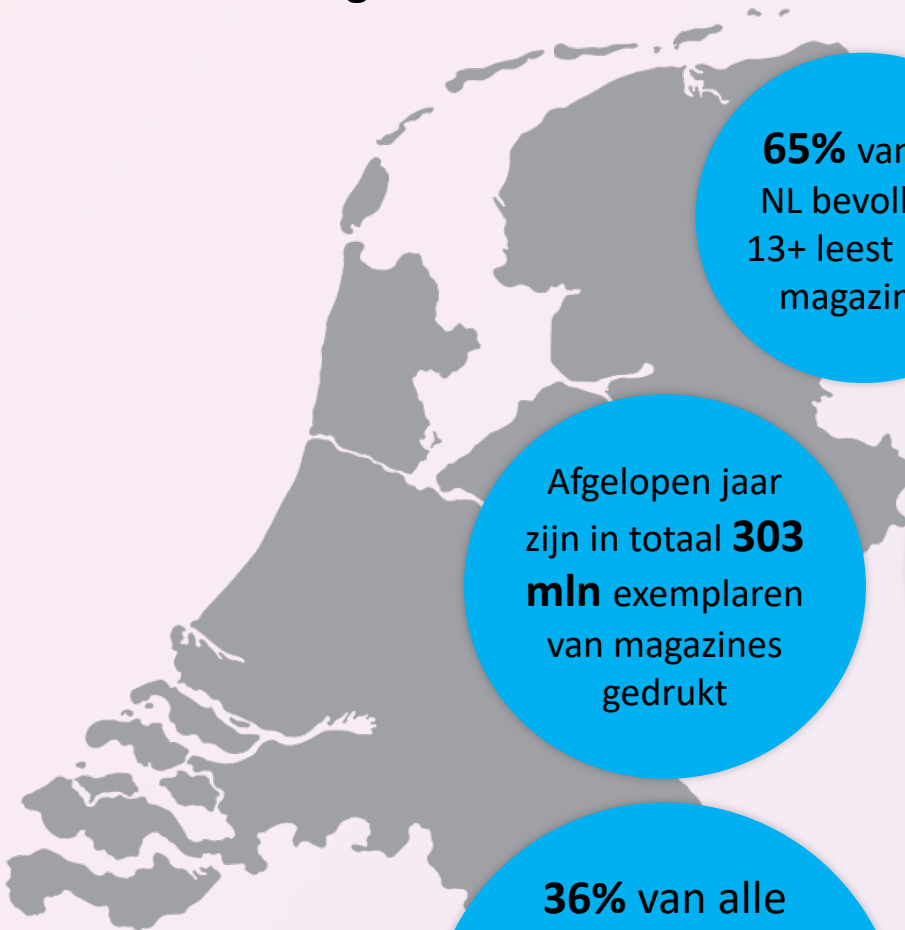 65%
NL
13+ leest
Afgelopen jaar
zijn in totaal 303
mln exemplaren
van magazines
gedrukt
36% van alle